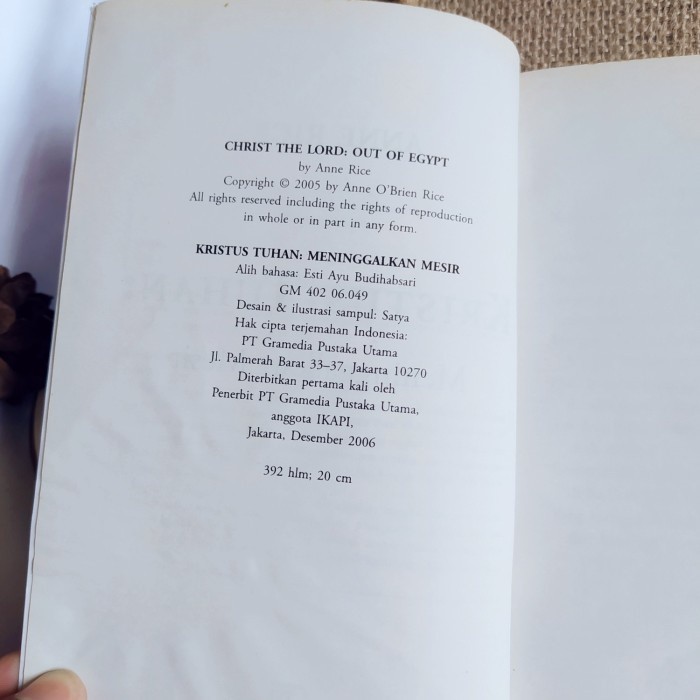 CHRIST THE LORD: OUT OF EGYPT
by Anne Rice
Copyright © 2005 by Anne O'Brien Rice
All rights reserved including the rights of reproduction
in whole or in part in any form.
KRISTUS TUHAN: MENINGGALKAN MESIR
Alih bahasa: Esti Ayu Budihabsari
GM 402 06.049
Desain & ilustrasi sampul: Satya
Hak cipta terjemahan Indonesia:
PT Gramedia Pustaka Utama
Jl. Palmerah Barat 33–37, Jakarta 10270
Diterbitkan pertama kali oleh
Penerbit PT Gramedia Pustaka Utama,
anggota IKAPI,
Jakarta, Desember 2006
392 hlm; 20 cm